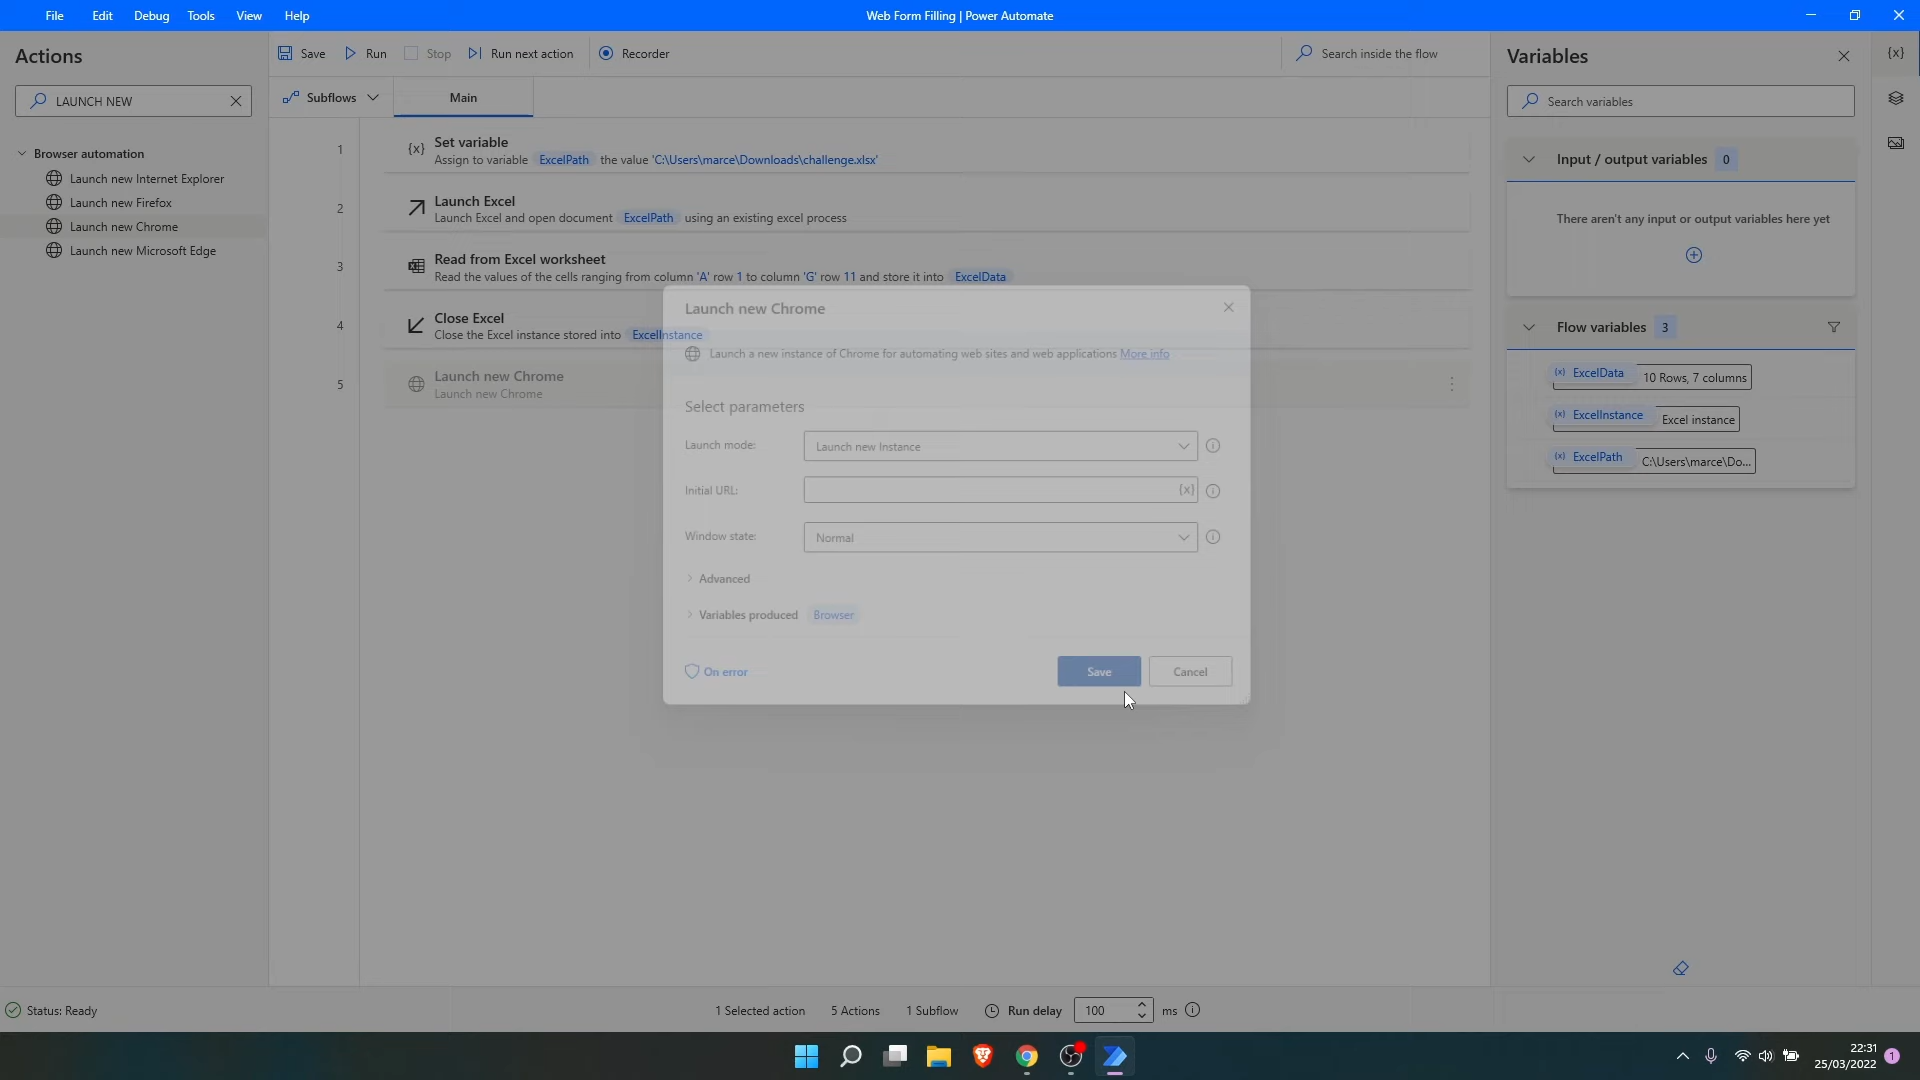 File Edit Debug Tools View Help
Web Form Filling | Power Automate
Actions
LAUNCH NEW
Browser automation
Launch new Internet Explorer
Launch new Firefox
Launch new Chrome
Launch new Microsoft Edge
Save Run Stop Run next action Recorder
Search inside the flow
Subflows Main
1
{x} Set variable
Assign to variable ExcelPath the value 'C:\Users\marce\Downloads\challenge.xlsx'
2
Launch Excel
Launch Excel and open document ExcelPath using an existing excel process
3
Read from Excel worksheet
Read the values of the cells ranging from column 'A' row 1 to column 'G' row 11 and store it into ExcelData
4
Close Excel
Close the Excel instance stored into ExcelInstance
5
Launch new Chrome
Launch new Chrome
Launch new Chrome
Launch a new instance of Chrome for automating web sites and web applications More info
Select parameters
Launch mode: Launch new Instance
Initial URL: {x}
Window state: Normal
Advanced
Variables produced Browser
On error
Save Cancel
Variables
{x}
Search variables
Input / output variables 0
There aren't any input or output variables here yet
Flow variables 3
(x) ExcelData 10 Rows, 7 columns
(x) ExcelInstance Excel instance
(x) ExcelPath C:\Users\marce\Do...
Status: Ready
1 Selected action 5 Actions 1 Subflow Run delay 100 ms
22:31
25/03/2022 1